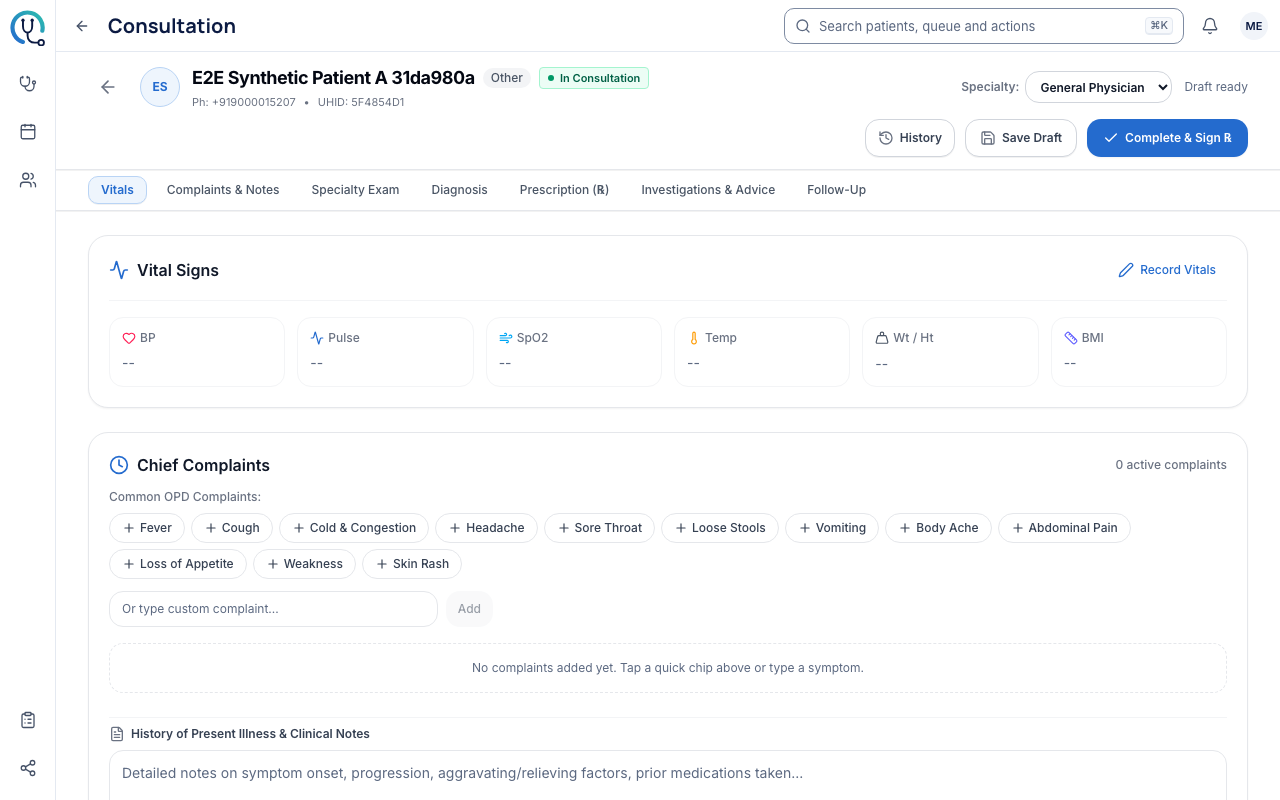 Consultation
Search patients, queue and actions
⌘K
ME
ES
E2E Synthetic Patient A 31da980a
Other
In Consultation
Ph: +919000015207 • UHID: 5F4854D1
Specialty:
General Physician
Draft ready
History
Save Draft
Complete & Sign ℞
Vitals
Complaints & Notes
Specialty Exam
Diagnosis
Prescription (℞)
Investigations & Advice
Follow-Up
Vital Signs
Record Vitals
BP
--
Pulse
--
SpO2
--
Temp
--
Wt / Ht
--
BMI
--
Chief Complaints
0 active complaints
Common OPD Complaints:
Fever
Cough
Cold & Congestion
Headache
Sore Throat
Loose Stools
Vomiting
Body Ache
Abdominal Pain
Loss of Appetite
Weakness
Skin Rash
Or type custom complaint...
Add
No complaints added yet. Tap a quick chip above or type a symptom.
History of Present Illness & Clinical Notes
Detailed notes on symptom onset, progression, aggravating/relieving factors, prior medications taken...